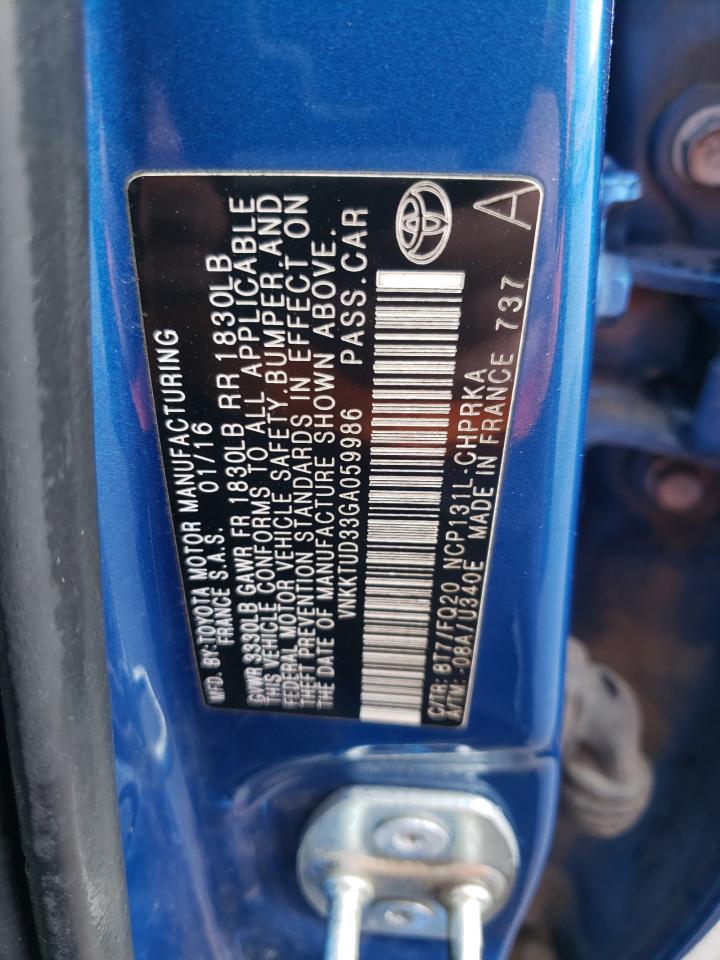 MFD. BY: TOYOTA MOTOR MANUFACTURING
FRANCE S.A.S. 01/16
GVWR 3330LB GAWR FR 1830LB RR 1830LB
THIS VEHICLE CONFORMS TO ALL APPLICABLE
FEDERAL MOTOR VEHICLE SAFETY, BUMPER, AND
THEFT PREVENTION STANDARDS IN EFFECT ON
THE DATE OF MANUFACTURE SHOWN ABOVE.
VNKKTUD33GA059986 PASS. CAR
C/TR: 8T7/FQ20 NCP131L-CHPRKA
A/TM: -08A/U340E MADE IN FRANCE 737 A